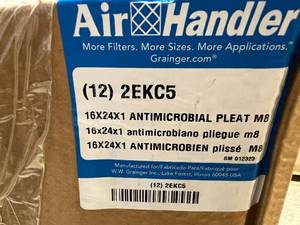 Air Handler
More Filters. More Sizes. More Applications.
Grainger.com®
(12) 2EKC5
16X24X1 ANTIMICROBIAL PLEAT M8
16x24x1 antimicrobiano pliegue m8
16X24X1 ANTIMICROBIEN plissé M8
SM 012323
Manufactured for/Fabricado Para/Fabriqué pour
W.W. Grainger Inc., Lake Forest, Illinois 60045 USA
(12) 2EKC5